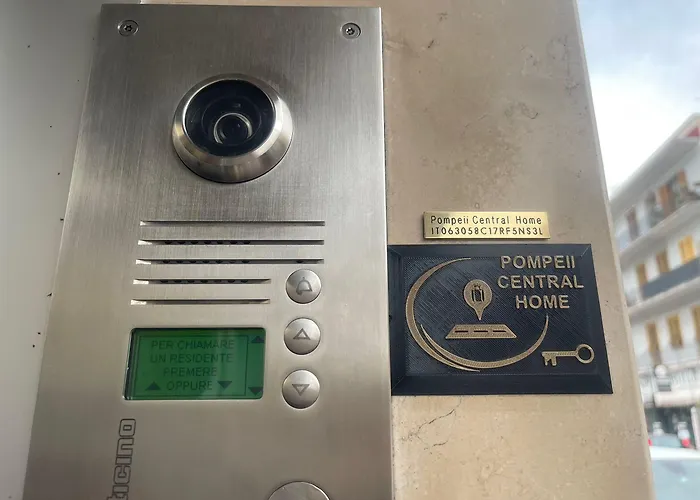 Pompeii Central Home
IT063058C17RF5NS3L
POMPEII
CENTRAL
HOME
PER CHIAMARE
UN RESIDENTE
PREMERE
▲ OPPURE ▼
ticino